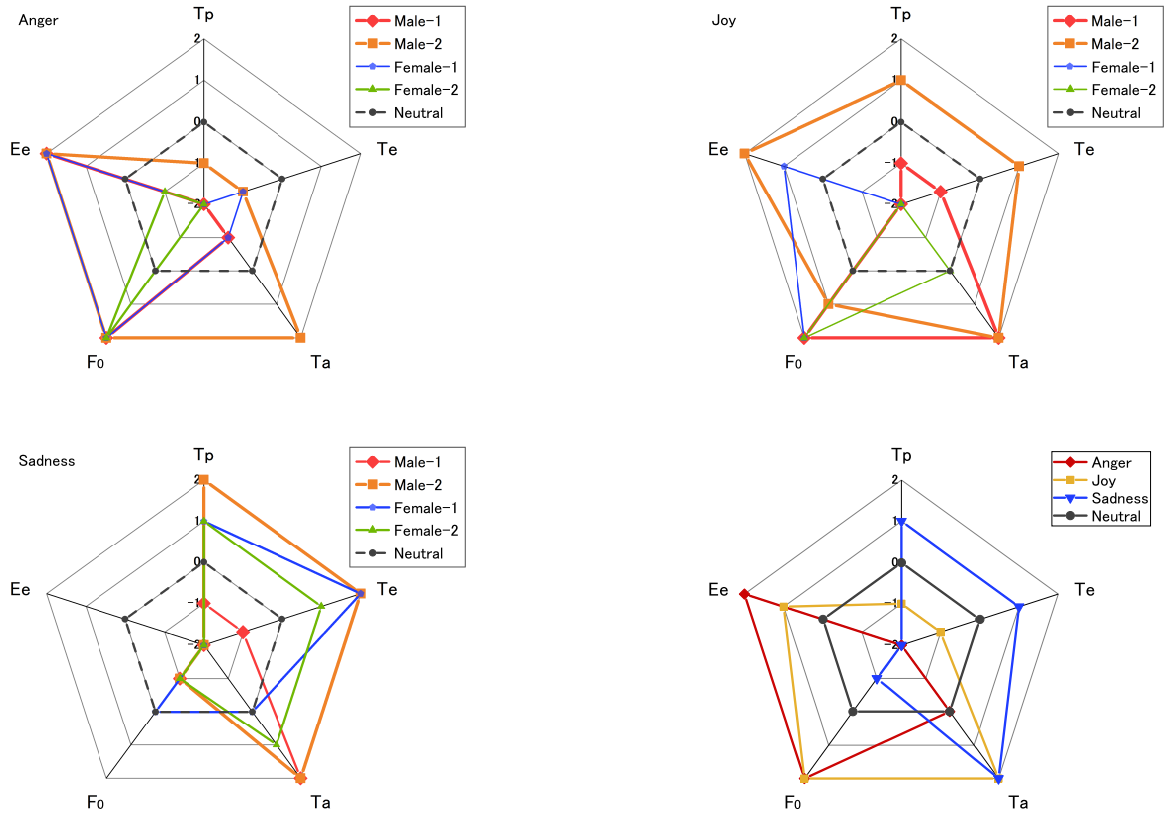 Anger
Tp
Te
Ta
F0
Ee
2
1
0
-1
-2
Male-1
Male-2
Female-1
Female-2
Neutral
Joy
Tp
Te
Ta
F0
Ee
2
1
0
-1
-2
Male-1
Male-2
Female-1
Female-2
Neutral
Sadness
Tp
Te
Ta
F0
Ee
2
1
0
-1
-2
Male-1
Male-2
Female-1
Female-2
Neutral
Tp
Te
Ta
F0
Ee
2
1
0
-1
-2
Anger
Joy
Sadness
Neutral